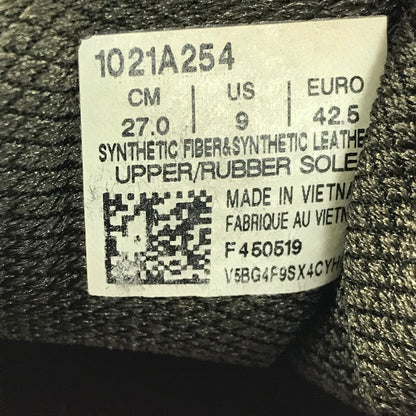 1021A254
CM US EURO
27.0 9 42.5
SYNTHETIC FIBER&SYNTHETIC LEATHE
UPPER/RUBBER SOLE
MADE IN VIETNA
FABRIQUE AU VIETN
F450519
V5BG4F9SX4CYH